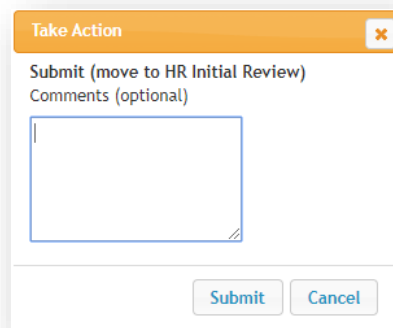 Take Action
Submit (move to HR Initial Review)
Comments (optional)
Submit Cancel